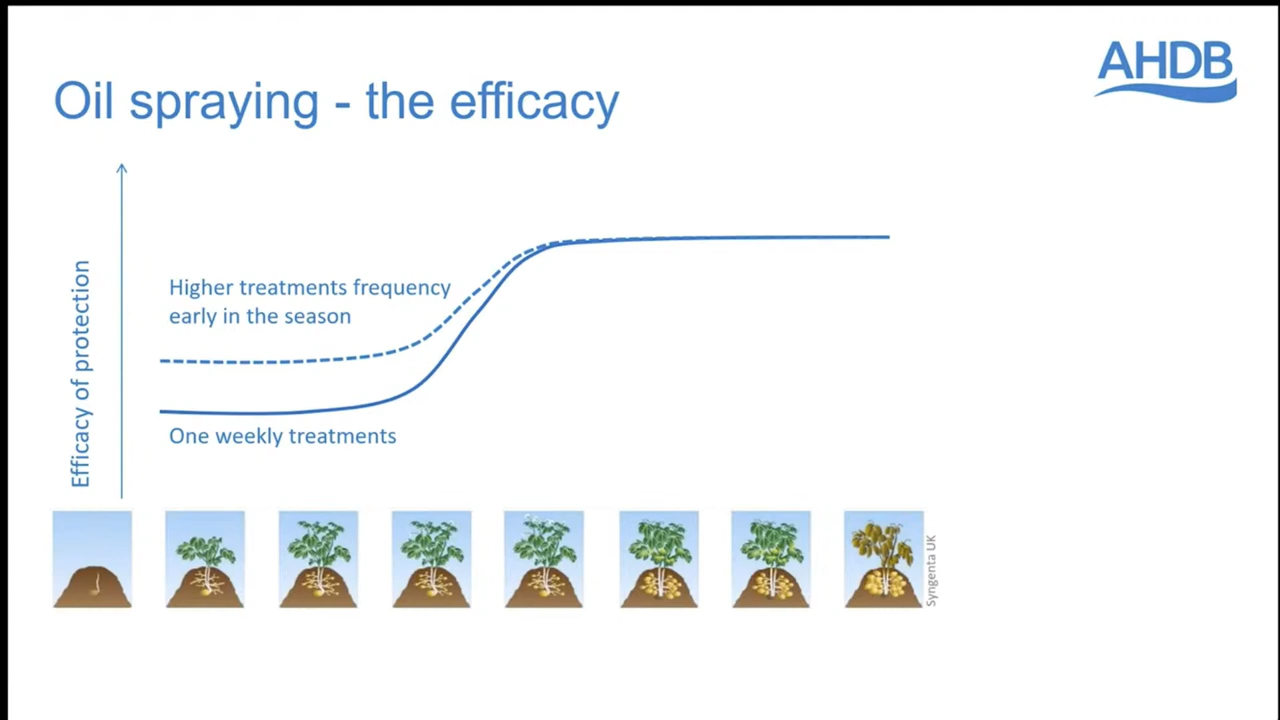 AHDB
Oil spraying - the efficacy
Efficacy of protection
Higher treatments frequency
early in the season
One weekly treatments
Syngenta UK